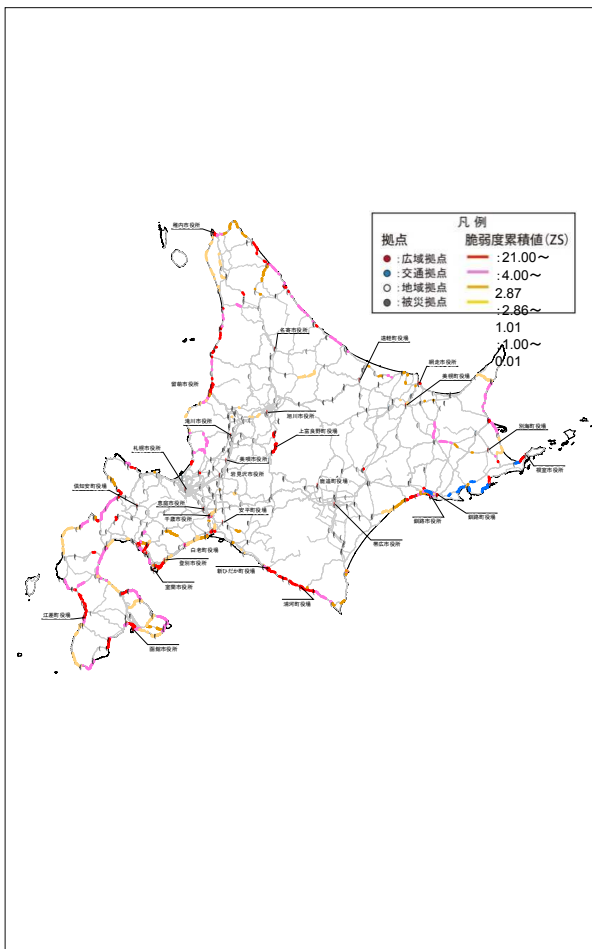 凡 例
拠点
脆弱度累積値(ZS)
:広域拠点
:21.00～
:交通拠点
:4.00～
:地域拠点
2.87
:被災拠点
:2.86～
1.01
:1.00～
0.01
稚内市役所
名寄市役所
遠軽町役場
網走市役所
美幌町役場
留萌市役所
旭川市役所
滝川市役所
上富良野町役場
別海町役場
札幌市役所
美唄市役所
根室市役所
岩見沢市役所
倶知安町役場
鹿追町役場
恵庭市役所
安平町役場
千歳市役所
釧路市役所
釧路町役場
帯広市役所
白老町役場
登別市役所
新ひだか町役場
室蘭市役所
浦河町役場
江差町役場
函館市役所